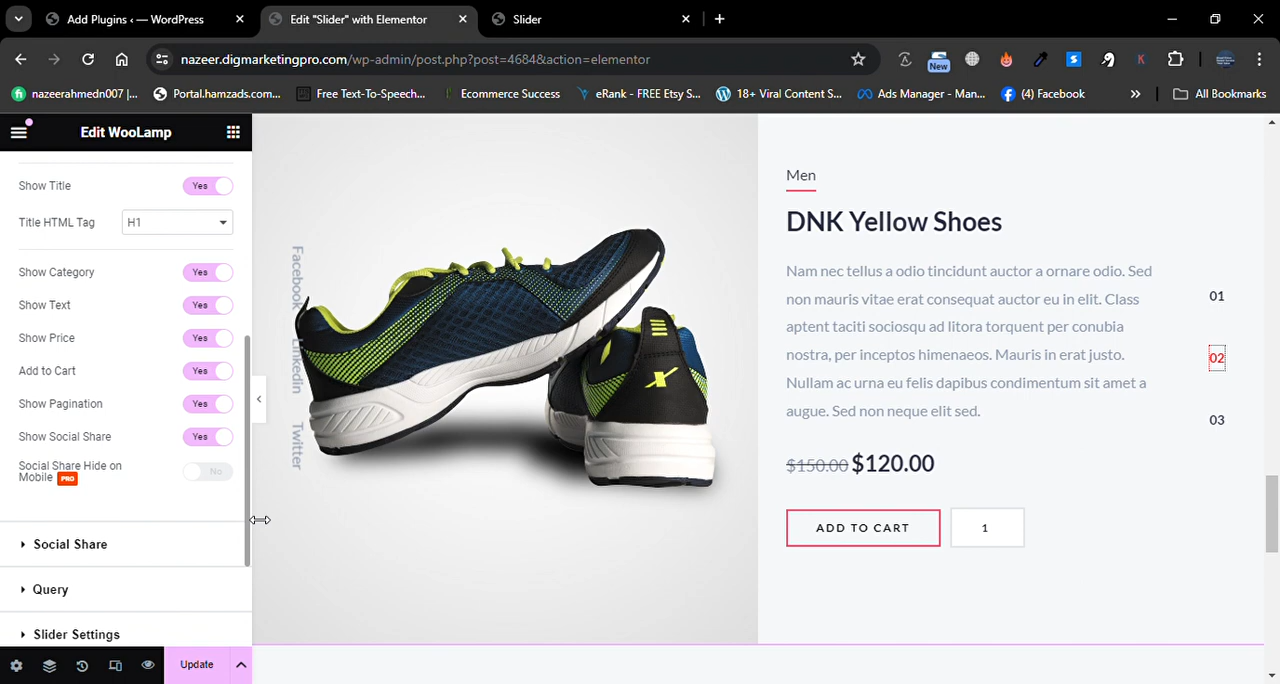 Add Plugins ‹ — WordPress
Edit "Slider" with Elementor
Slider
nazeer.digmarketingpro.com/wp-admin/post.php?post=4684&action=elementor
New
nazeerahmedn007 |...
Portal.hamzads.com...
Free Text-To-Speech...
Ecommerce Success
eRank - FREE Etsy S...
18+ Viral Content S...
Ads Manager - Man...
(4) Facebook
All Bookmarks
Edit WooLamp
Show Title
Yes
Title HTML Tag
H1
Show Category
Yes
Show Text
Yes
Show Price
Yes
Add to Cart
Yes
Show Pagination
Yes
Show Social Share
Yes
Social Share Hide on
Mobile PRO
No
Social Share
Query
Slider Settings
Update
Facebook
Linkedin
Twitter
Men
DNK Yellow Shoes
Nam nec tellus a odio tincidunt auctor a ornare odio. Sed
non mauris vitae erat consequat auctor eu in elit. Class
aptent taciti sociosqu ad litora torquent per conubia
nostra, per inceptos himenaeos. Mauris in erat justo.
Nullam ac urna eu felis dapibus condimentum sit amet a
augue. Sed non neque elit sed.
$150.00 $120.00
ADD TO CART
1
01
02
03